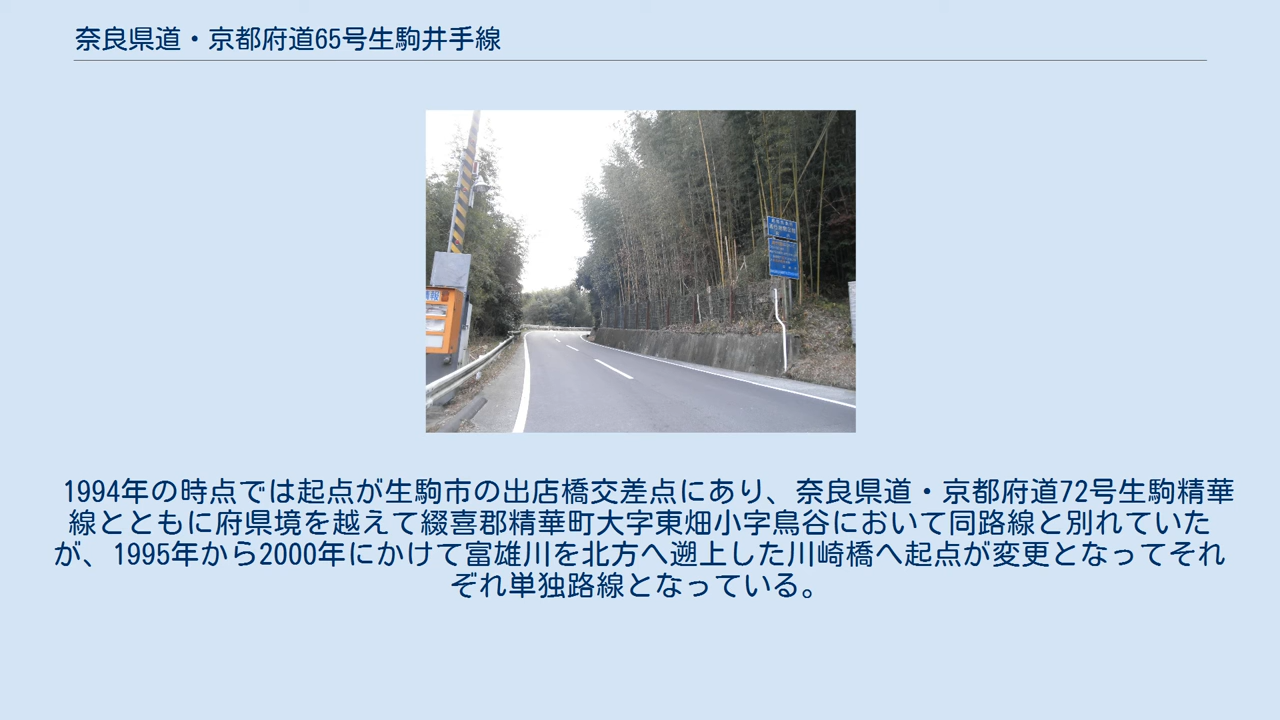 奈良県道・京都府道65号生駒井手線
情報
1994年の時点では起点が生駒市の出店橋交差点にあり、奈良県道・京都府道72号生駒精華
線とともに府県境を越えて綴喜郡精華町大字東畑小字鳥谷において同路線と別れていた
が、1995年から2000年にかけて富雄川を北方へ遡上した川崎橋へ起点が変更となってそれ
ぞれ単独路線となっている。